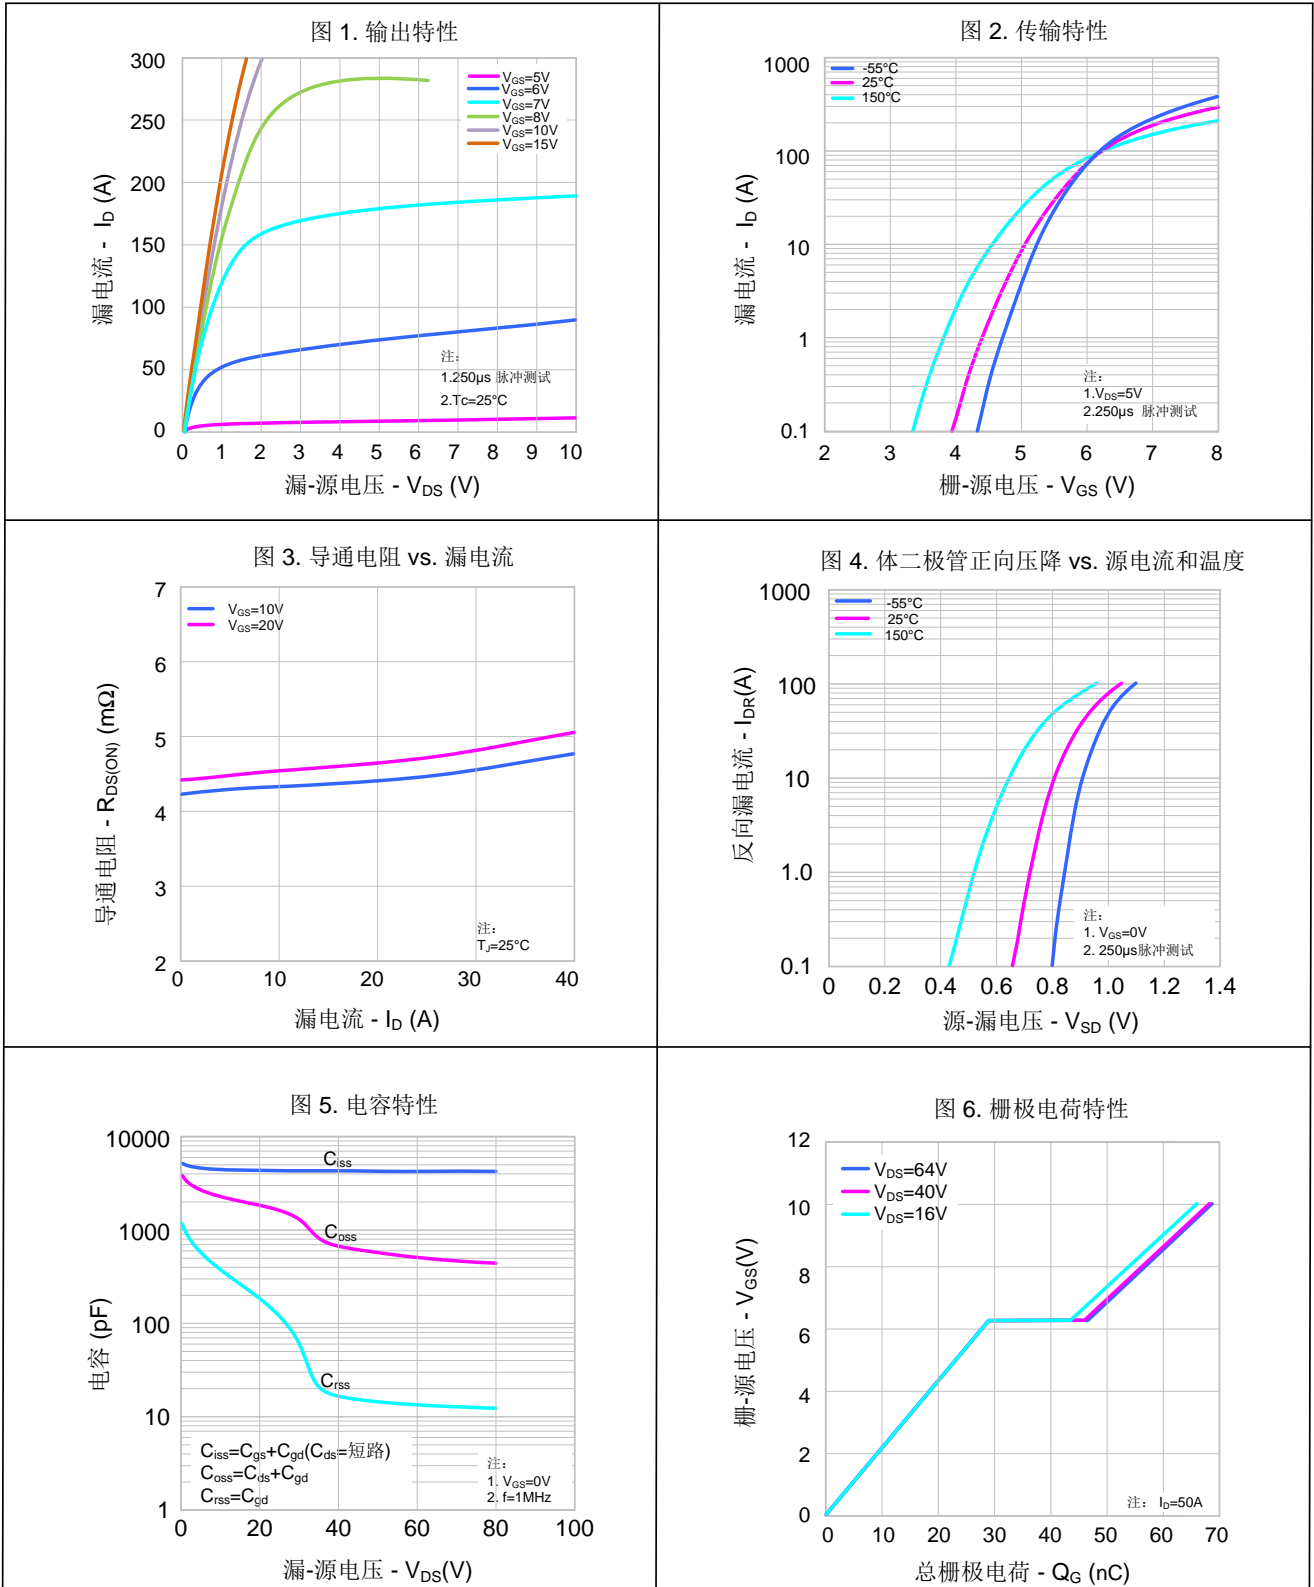 图 1. 输出特性
300
250
200
150
100
50
0
漏电流 - ID (A)
VGS=5V
VGS=6V
VGS=7V
VGS=8V
VGS=10V
VGS=15V
注:
1.250μs 脉冲测试
2.Tc=25°C
0 1 2 3 4 5 6 7 8 9 10
漏-源电压 - VDS (V)
图 2. 传输特性
1000
100
10
1
0.1
漏电流 - ID (A)
-55°C
25°C
150°C
注:
1.VDS=5V
2.250μs 脉冲测试
2 3 4 5 6 7 8
栅-源电压 - VGS (V)
图 3. 导通电阻 vs. 漏电流
7
6
5
4
3
2
导通电阻 - RDS(ON) (mΩ)
VGS=10V
VGS=20V
注:
TJ=25°C
0 10 20 30 40
漏电流 - ID (A)
图 4. 体二极管正向压降 vs. 源电流和温度
1000
100
10
1.0
0.1
反向漏电流 - IDR(A)
-55°C
25°C
150°C
注:
1. VGS=0V
2. 250μs脉冲测试
0 0.2 0.4 0.6 0.8 1.0 1.2 1.4
源-漏电压 - VSD (V)
图 5. 电容特性
10000
1000
100
10
1
电容 (pF)
Ciss
Coss
Crss
Ciss=Cgs+Cgd(Cds=短路)
Coss=Cds+Cgd
Crss=Cgd
注:
1. VGS=0V
2. f=1MHz
0 20 40 60 80 100
漏-源电压 - VDS(V)
图 6. 栅极电荷特性
12
10
8
6
4
2
0
栅-源电压 - VGS(V)
VDS=64V
VDS=40V
VDS=16V
注: ID=50A
0 10 20 30 40 50 60 70
总栅极电荷 - QG (nC)